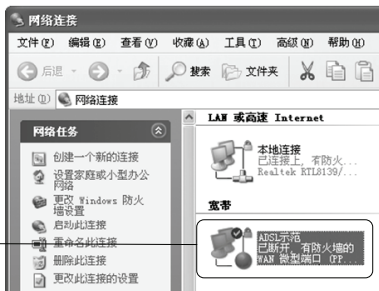 网络连接
文件(F) 编辑(E) 查看(V) 收藏(A) 工具(T) 高级(N) 帮助(H)
后退 搜索 文件夹
地址(D) 网络连接
网络任务
创建一个新的连接
设置家庭或小型办公
网络
更改 Windows 防火
墙设置
启动此连接
重命名此连接
删除此连接
更改此连接的设置
LAN 或高速 Internet
本地连接
已连接上, 有防火...
Realtek RTL8139/...
宽带
ADSL示范
已断开, 有防火墙的
WAN 微型端口 (PP...